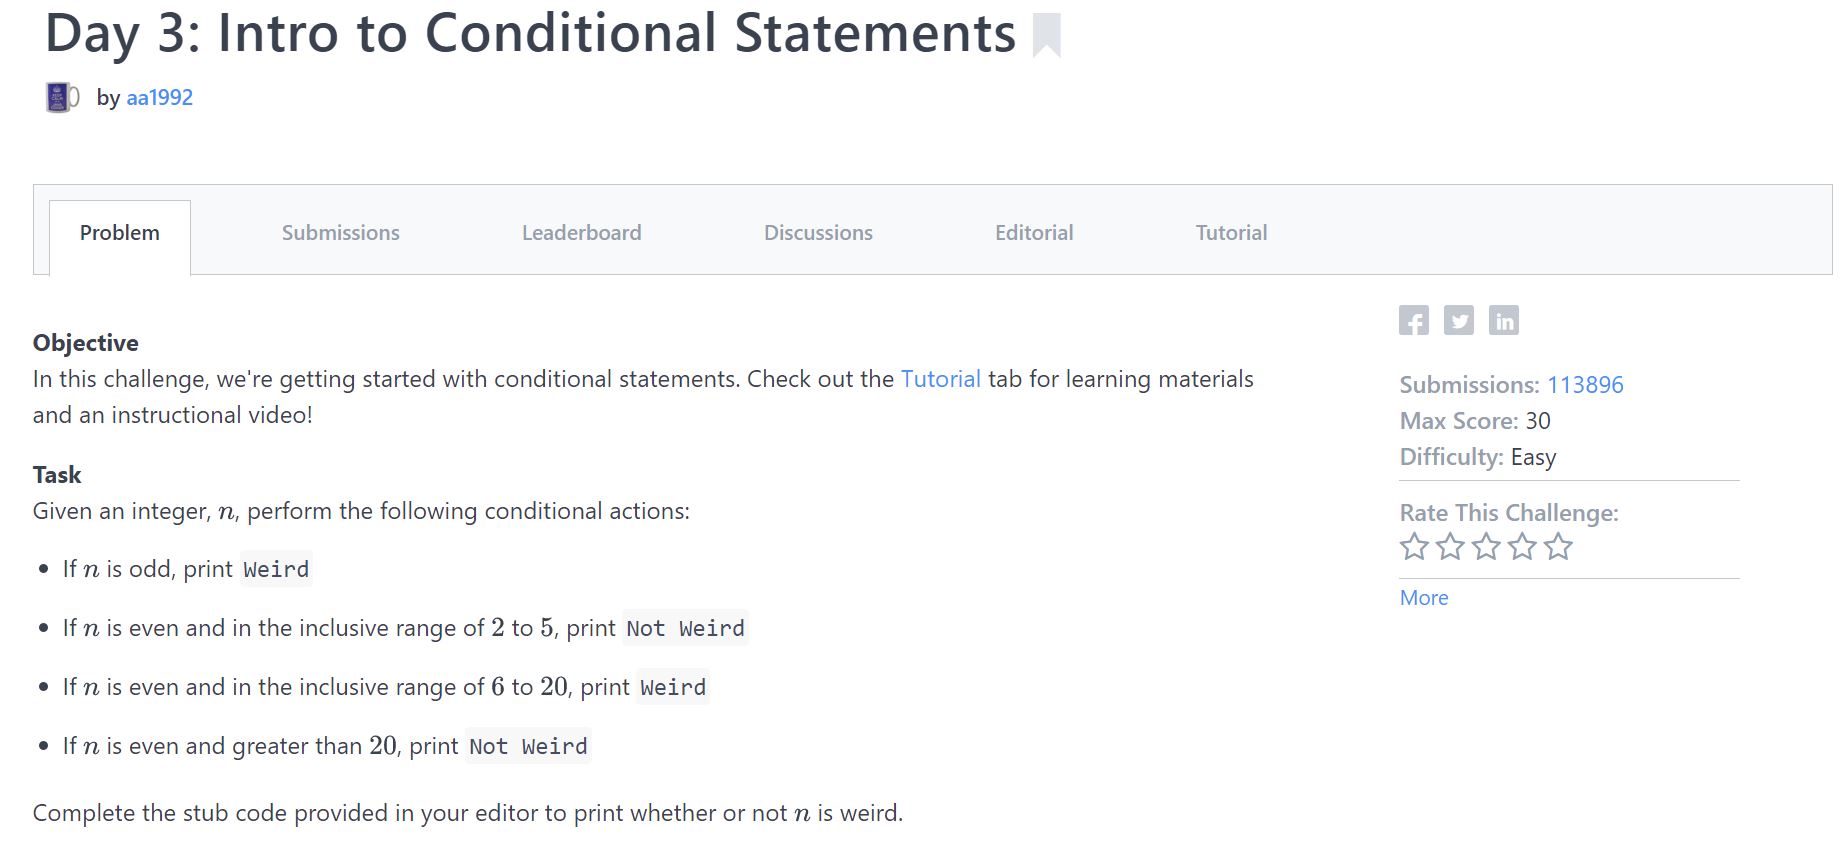 Day 3: Intro to Conditional Statements
by aa1992
Problem
Submissions
Leaderboard
Discussions
Editorial
Tutorial
Objective
In this challenge, we're getting started with conditional statements. Check out the Tutorial tab for learning materials
and an instructional video!
Task
Given an integer, n, perform the following conditional actions:
• If n is odd, print Weird
• If n is even and in the inclusive range of 2 to 5, print Not Weird
• If n is even and in the inclusive range of 6 to 20, print Weird
• If n is even and greater than 20, print Not Weird
Complete the stub code provided in your editor to print whether or not n is weird.
Submissions: 113896
Max Score: 30
Difficulty: Easy
Rate This Challenge:
More